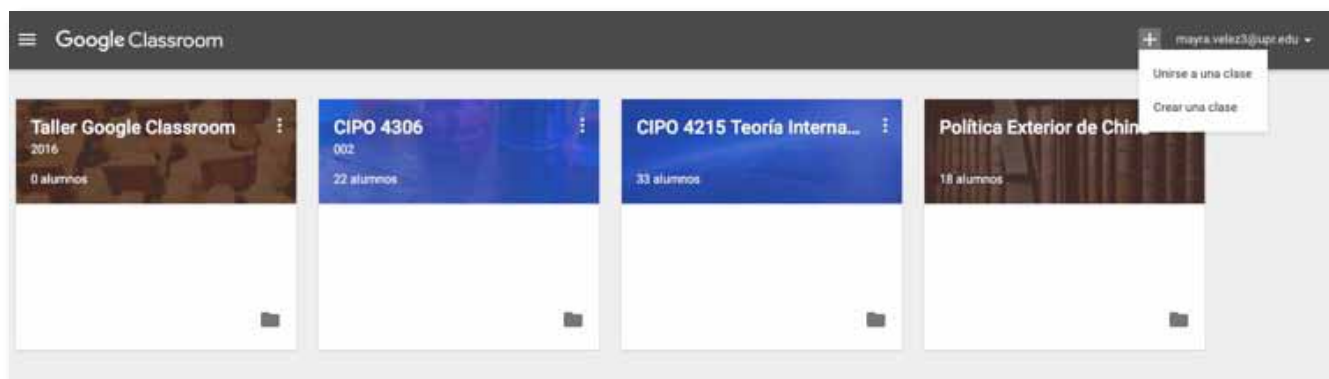 Google Classroom
+ mayra.velez3@upr.edu
Unirse a una clase
Crear una clase
Taller Google Classroom
2016
0 alumnos
CIPO 4306
002
22 alumnos
CIPO 4215 Teoría Interna...
33 alumnos
Política Exterior de China
18 alumnos